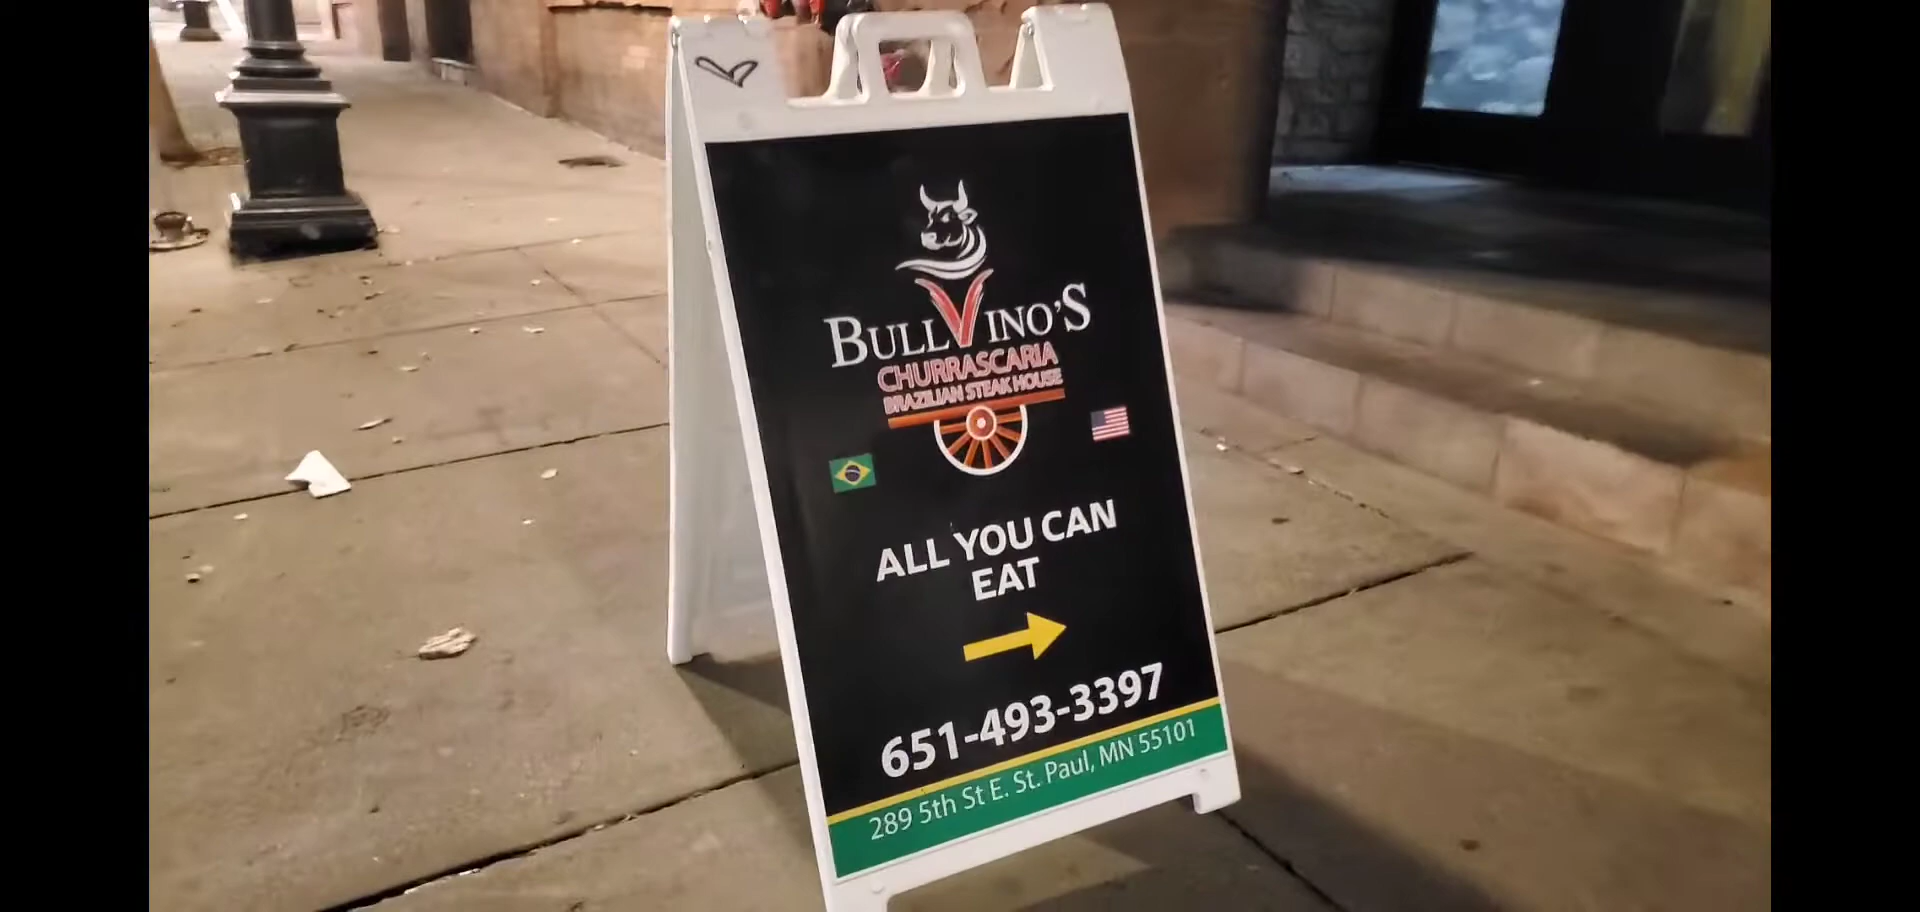 BULLVINO'S
CHURRASCARIA
BRAZILIAN STEAK HOUSE
ALL YOU CAN
EAT
651-493-3397
289 5th St E. St. Paul, MN 55101